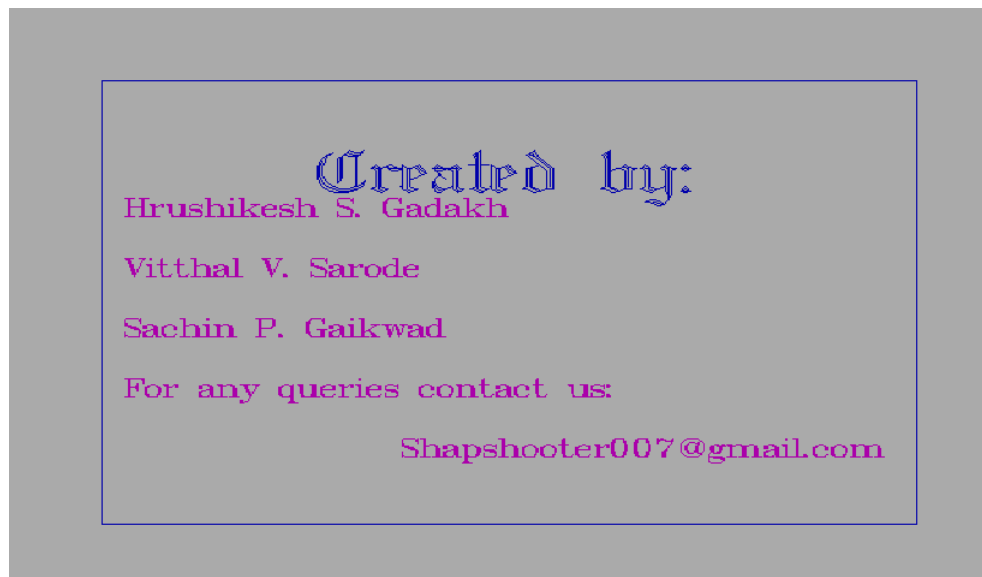 Created by:
Hrushikesh S. Gadakh
Vitthal V. Sarode
Sachin P. Gaikwad
For any queries contact us:
Shapshooter007@gmail.com